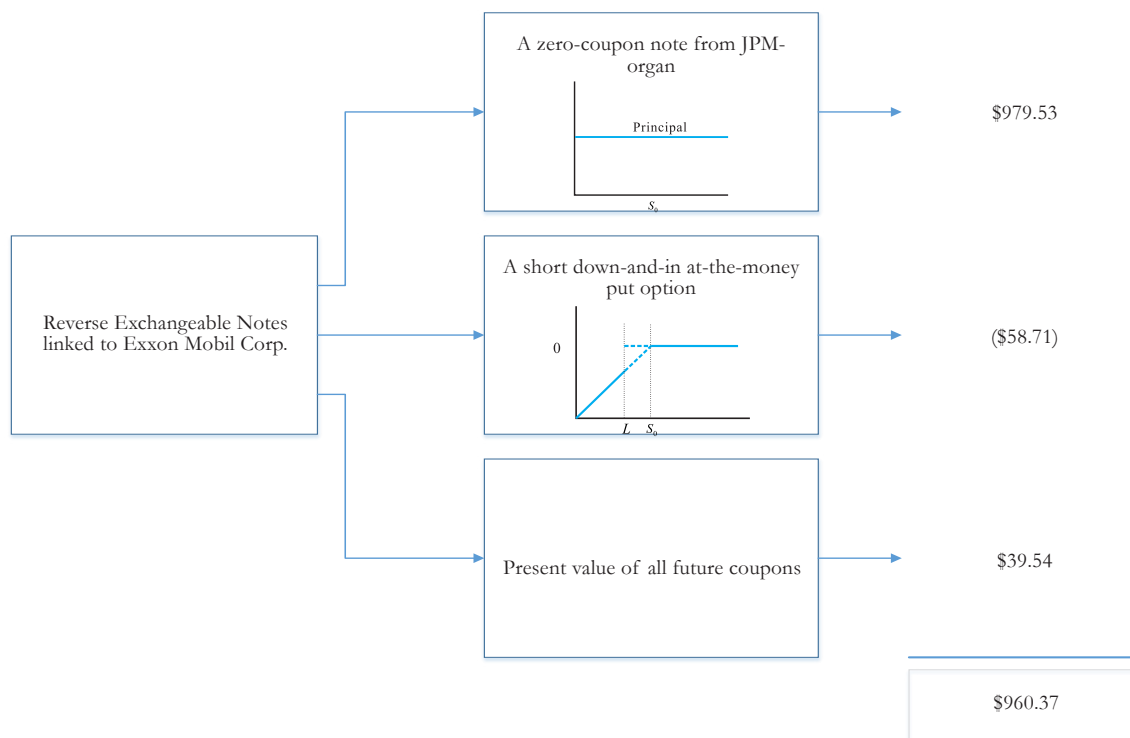 A zero-coupon note from JPM-
organ
Principal
S₀
$979.53
Reverse Exchangeable Notes
linked to Exxon Mobil Corp.
A short down-and-in at-the-money
put option
0
L S₀
($58.71)
Present value of all future coupons
$39.54
$960.37